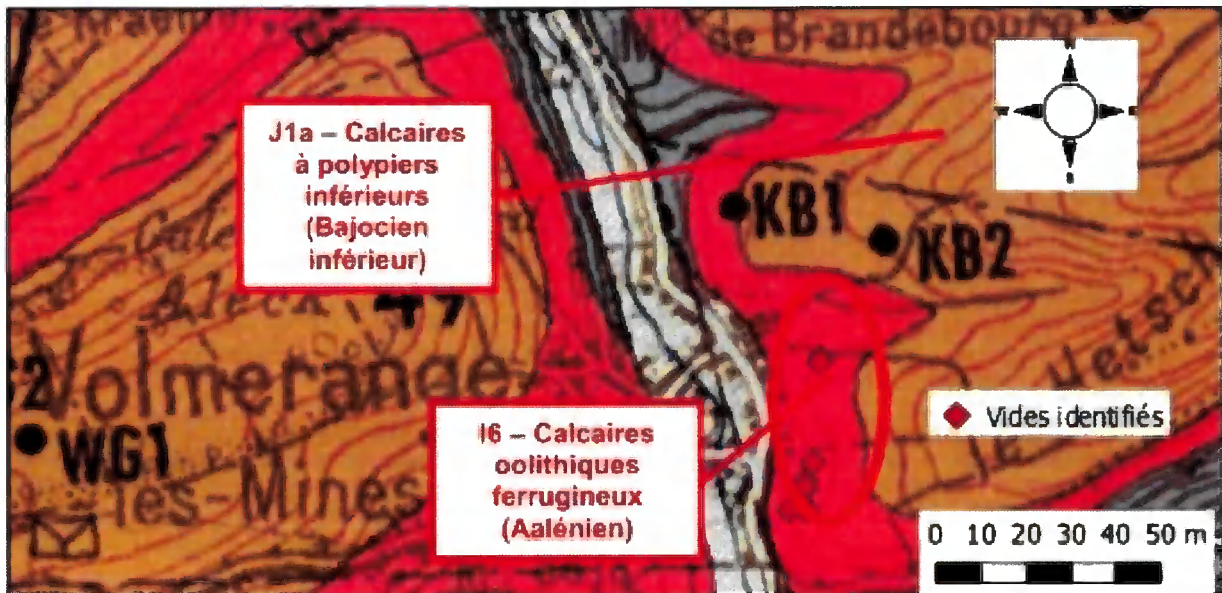 de Brandebourg
J1a – Calcaires
à polypiers
inférieurs
(Bajocien
inférieur)
KB1
KB2
Volmerange
WG1
les-Mines
I6 – Calcaires
oolithiques
ferrugineux
(Aalénien)
Vides identifiés
0 10 20 30 40 50 m